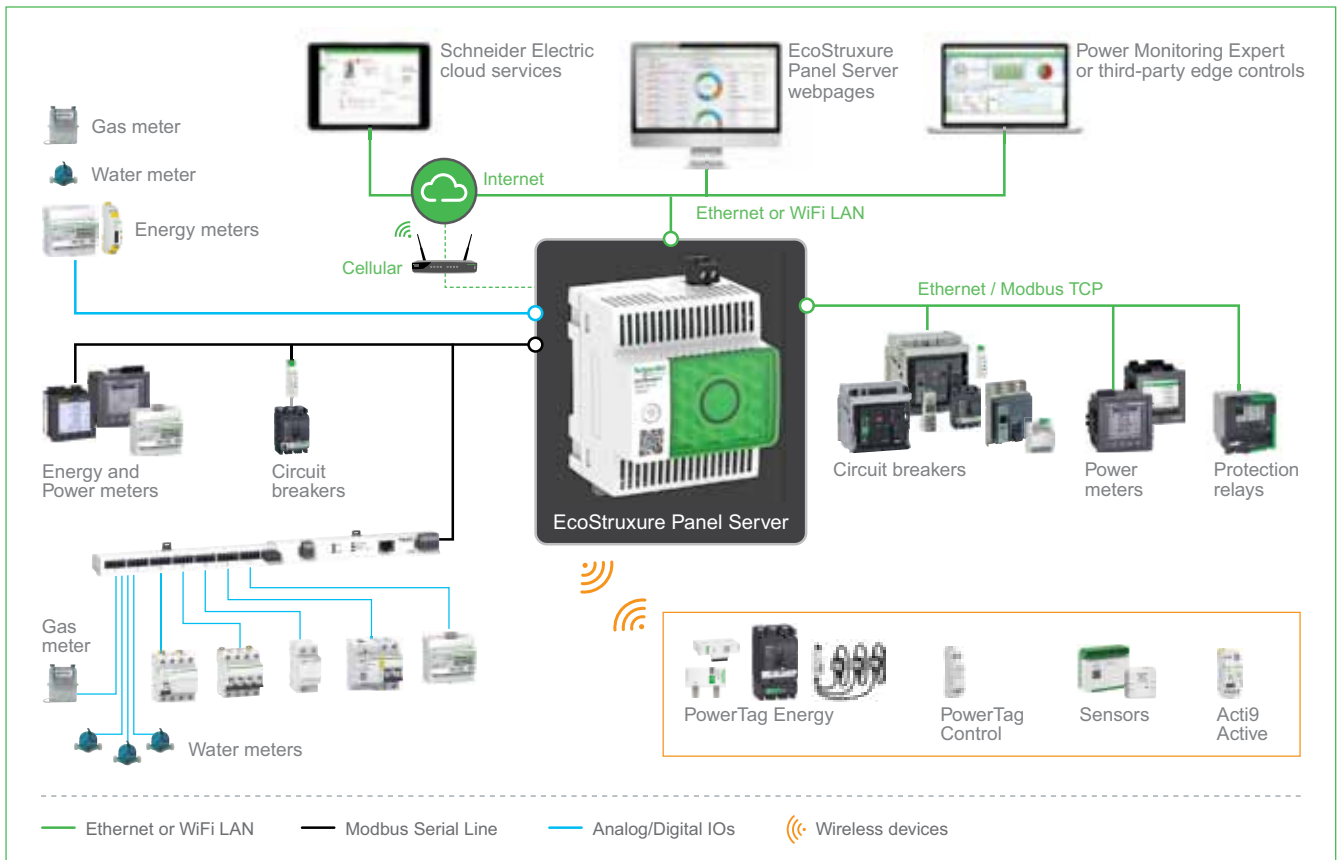 Schneider Electric
cloud services
EcoStruxure
Panel Server
webpages
Power Monitoring Expert
or third-party edge controls
Gas meter
Water meter
Energy meters
Internet
Ethernet or WiFi LAN
Cellular
Ethernet / Modbus TCP
Energy and
Power meters
Circuit
breakers
EcoStruxure Panel Server
Circuit breakers
Power
meters
Protection
relays
Gas
meter
Water meters
PowerTag Energy
PowerTag
Control
Sensors
Acti9
Active
Ethernet or WiFi LAN
Modbus Serial Line
Analog/Digital IOs
Wireless devices